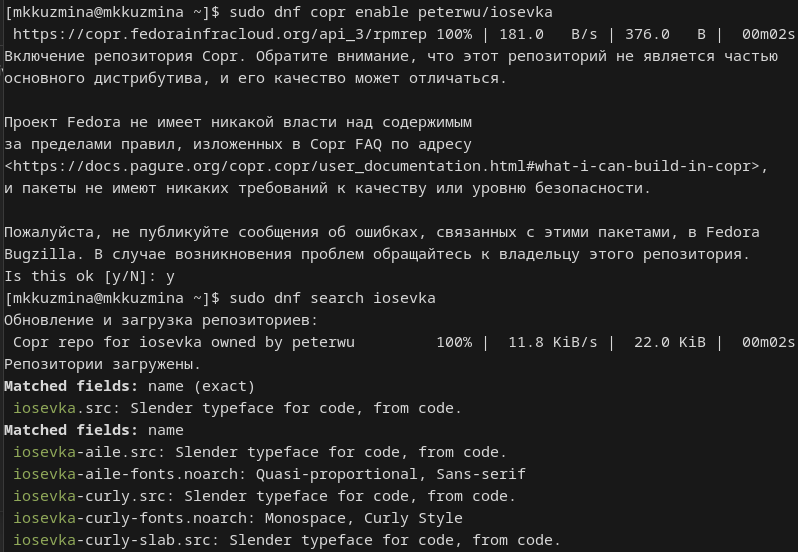 [mkkuzmina@mkkuzmina ~]$ sudo dnf copr enable peterwu/iosevka
https://copr.fedorainfracloud.org/api_3/rpmrep 100% | 181.0   B/s | 376.0   B |  00m02s
Включение репозитория Copr. Обратите внимание, что этот репозиторий не является частью
основного дистрибутива, и его качество может отличаться.
Проект Fedora не имеет никакой власти над содержимым
за пределами правил, изложенных в Copr FAQ по адресу
<https://docs.pagure.org/copr.copr/user_documentation.html#what-i-can-build-in-copr>,
и пакеты не имеют никаких требований к качеству или уровню безопасности.
Пожалуйста, не публикуйте сообщения об ошибках, связанных с этими пакетами, в Fedora
Bugzilla. В случае возникновения проблем обращайтесь к владельцу этого репозитория.
Is this ok [y/N]: y
[mkkuzmina@mkkuzmina ~]$ sudo dnf search iosevka
Обновление и загрузка репозиториев:
Copr repo for iosevka owned by peterwu         100% |  11.8 KiB/s |  22.0 KiB |  00m02s
Репозитории загружены.
Matched fields: name (exact)
iosevka.src: Slender typeface for code, from code.
Matched fields: name
iosevka-aile.src: Slender typeface for code, from code.
iosevka-aile-fonts.noarch: Quasi-proportional, Sans-serif
iosevka-curly.src: Slender typeface for code, from code.
iosevka-curly-fonts.noarch: Monospace, Curly Style
iosevka-curly-slab.src: Slender typeface for code, from code.